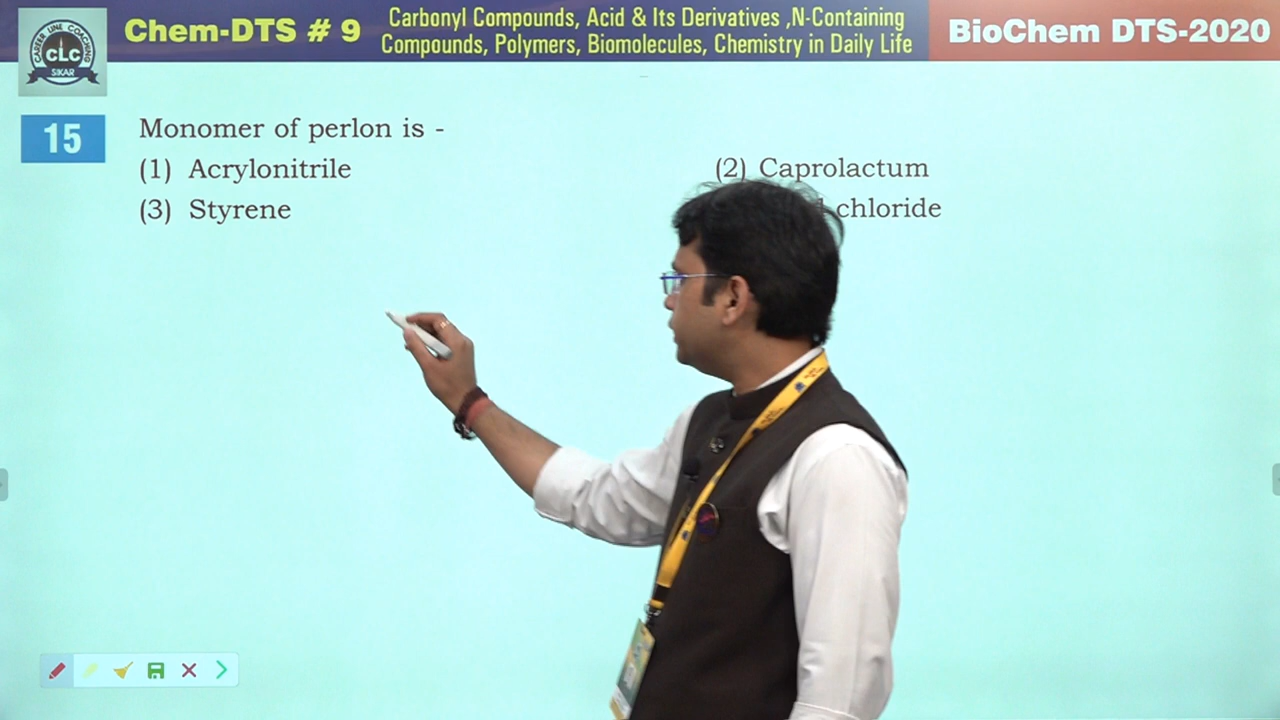 CAREER LINE COACHING
CLC
SIKAR
Chem-DTS # 9
Carbonyl Compounds, Acid & Its Derivatives ,N-Containing
Compounds, Polymers, Biomolecules, Chemistry in Daily Life
BioChem DTS-2020
15
Monomer of perlon is -
(1) Acrylonitrile
(2) Caprolactum
(3) Styrene
chloride